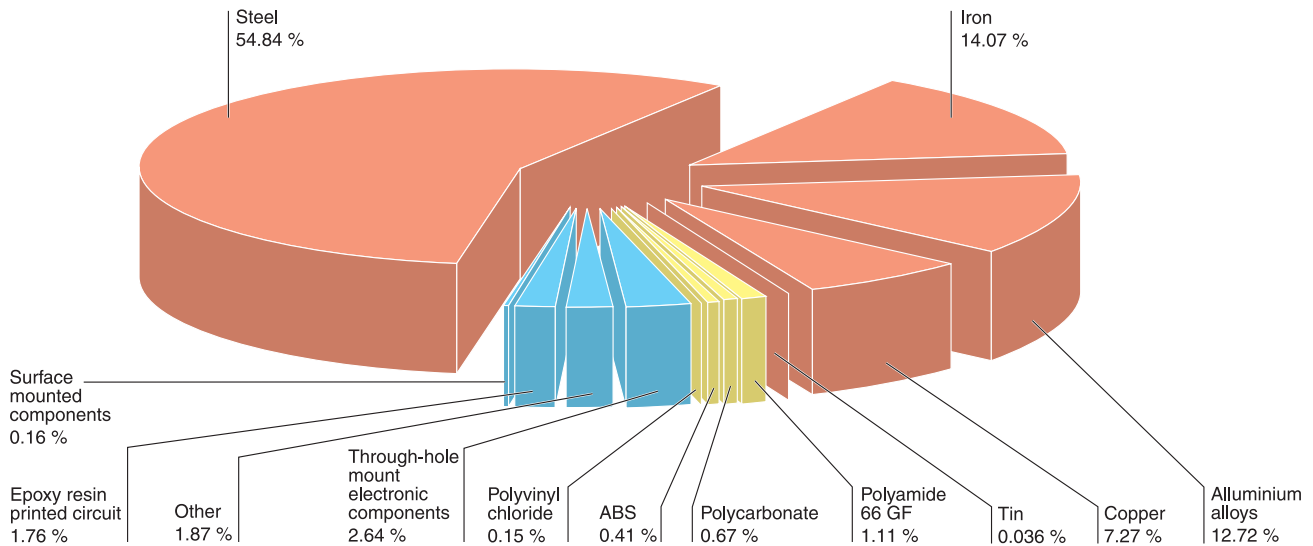 Steel
54.84 %
Iron
14.07 %
Surface
mounted
components
0.16 %
Epoxy resin
printed circuit
1.76 %
Other
1.87 %
Through-hole
mount
electronic
components
2.64 %
Polyvinyl
chloride
0.15 %
ABS
0.41 %
Polycarbonate
0.67 %
Polyamide
66 GF
1.11 %
Tin
0.036 %
Copper
7.27 %
Alluminium
alloys
12.72 %